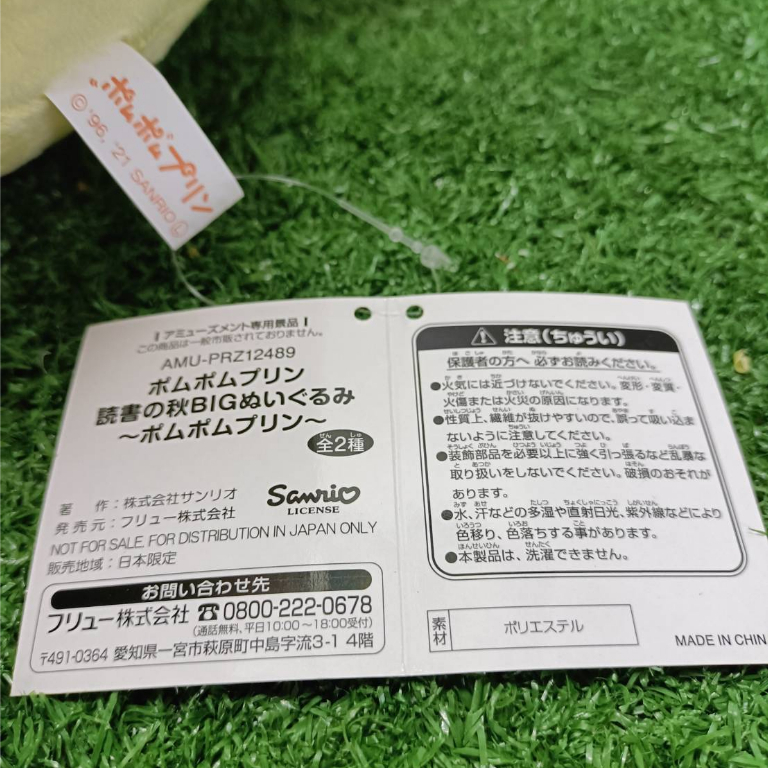 ポムポムプリン
© '96, '21 SANRIO Ⓛ
アミューズメント専用景品
この商品は一般市販されておりません。
AMU-PRZ12489
ポムポムプリン
読書の秋BIGぬいぐるみ
～ポムポムプリン～
全2種
ぜん しゅ
著 作：株式会社サンリオ
発 売 元：フリュー株式会社
Sanrio
LICENSE
NOT FOR SALE. FOR DISTRIBUTION IN JAPAN ONLY
販売地域：日本限定
お問い合わせ先
フリュー株式会社 ☎0800-222-0678
(通話無料、平日10:00〜18:00受付)
〒491-0364 愛知県一宮市萩原町中島字流3-1 4階
⚠ 注意(ちゅうい)
ほごしゃ かた かなら よ
保護者の方へ 必ずお読みください。
●火気には近づけないでください。変形・変質・
火傷または火災の原因になります。
●性質上、繊維が抜けやすいので、誤って吸い込ま
ないように注意してください。
●装飾部品を必要以上に強く引っ張るなど乱暴な
取り扱いをしないでください。破損のおそれが
あります。
●水、汗などの多湿や直射日光、紫外線などにより
色移り、色落ちする事があります。
●本製品は、洗濯できません。
素材
ポリエステル
MADE IN CHIN